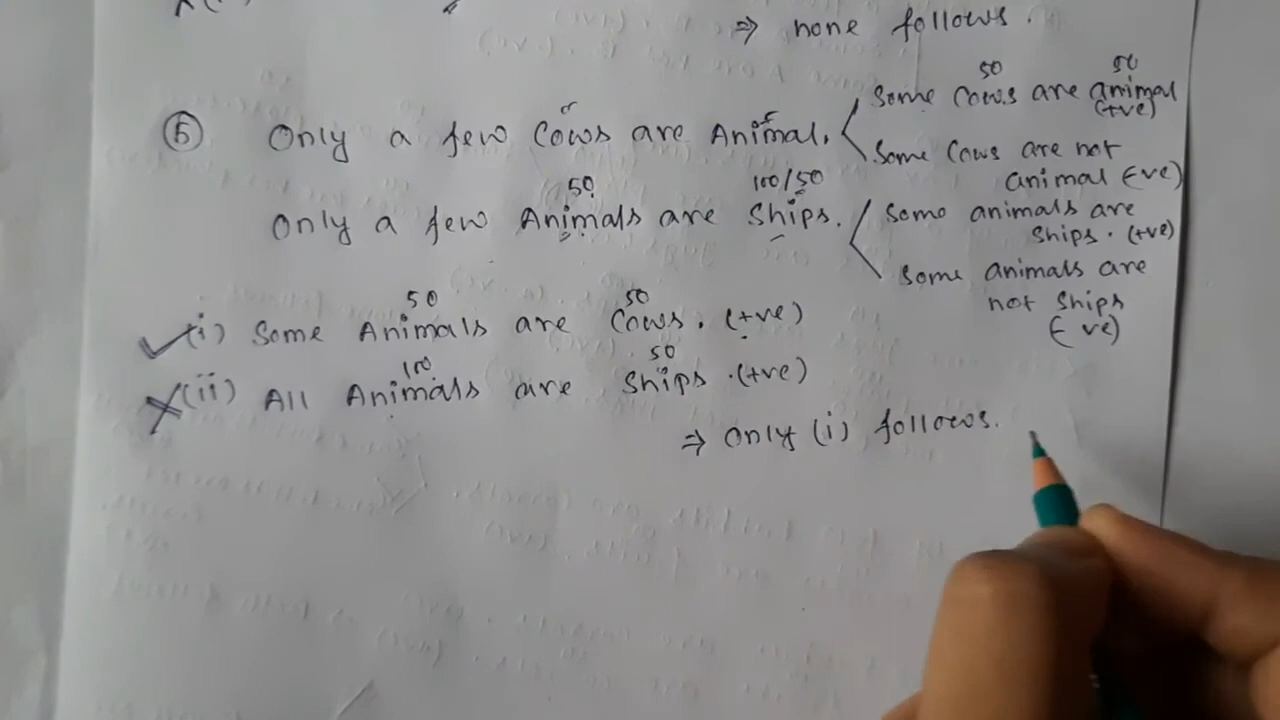 ⇒ none follows.
50 50
some cows are animal
(+ve)
⑤ Only a few Cows are Animal.
some cows are not
animal (-ve)
50 100/50
Only a few Animals are Ships.
some animals are
ships. (+ve)
some animals are
not ships
(-ve)
50 50
(i) Some Animals are Cows. (+ve)
100 50
(ii) All Animals are Ships. (+ve)
⇒ only (i) follows.